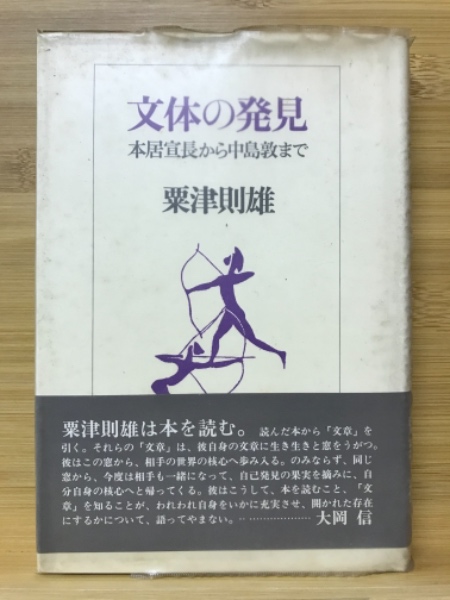 文体の発見
本居宣長から中島敦まで
粟津則雄
粟津則雄は本を読む。 読んだ本から「文章」を
引く。それらの「文章」は、彼自身の文章に生き生きと窓をうがつ。
彼はこの窓から、相手の世界の核心へ歩み入る。のみならず、同じ
窓から、今度は相手も一緒になって、自己発見の果実を摘みに、自
分自身の核心へと帰ってくる。彼はこうして、本を読むこと、「文
章」を知ることが、われわれ自身をいかに充実させ、開かれた存在
にするかについて、語ってやまない。‥………………大岡 信